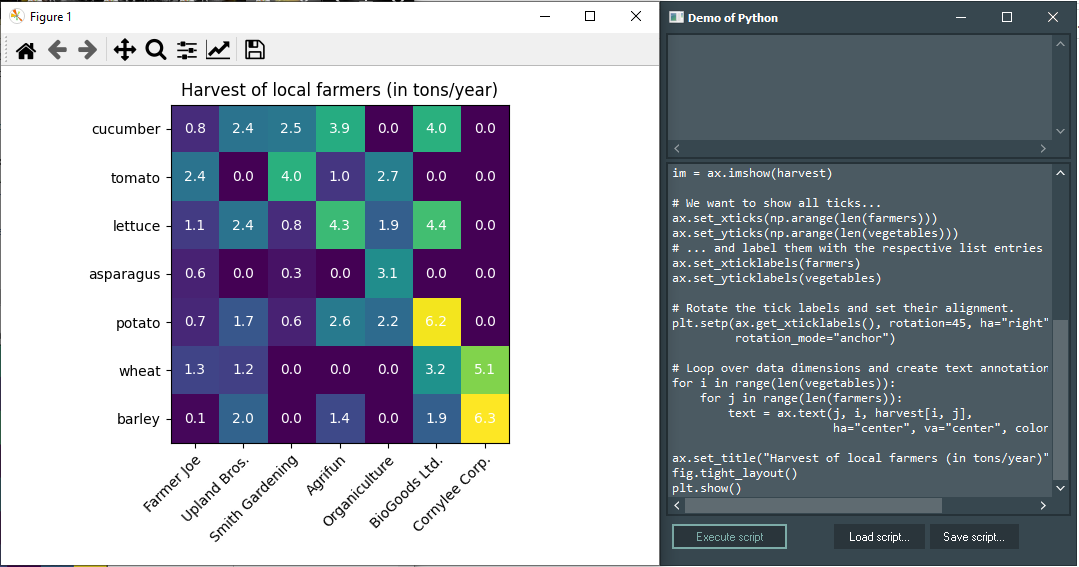 Figure 1
Harvest of local farmers (in tons/year)
cucumber 0.8 2.4 2.5 3.9 0.0 4.0 0.0
tomato 2.4 0.0 4.0 1.0 2.7 0.0 0.0
lettuce 1.1 2.4 0.8 4.3 1.9 4.4 0.0
asparagus 0.6 0.0 0.3 0.0 3.1 0.0 0.0
potato 0.7 1.7 0.6 2.6 2.2 6.2 0.0
wheat 1.3 1.2 0.0 0.0 0.0 3.2 5.1
barley 0.1 2.0 0.0 1.4 0.0 1.9 6.3
Farmer Joe
Upland Bros.
Smith Gardening
Agrifun
Organiculture
BioGoods Ltd.
Cornylee Corp.
Demo of Python
im = ax.imshow(harvest)
# We want to show all ticks...
ax.set_xticks(np.arange(len(farmers)))
ax.set_yticks(np.arange(len(vegetables)))
# ... and label them with the respective list entries
ax.set_xticklabels(farmers)
ax.set_yticklabels(vegetables)
# Rotate the tick labels and set their alignment.
plt.setp(ax.get_xticklabels(), rotation=45, ha="right"
rotation_mode="anchor")
# Loop over data dimensions and create text annotation
for i in range(len(vegetables)):
for j in range(len(farmers)):
text = ax.text(j, i, harvest[i, j],
ha="center", va="center", color
ax.set_title("Harvest of local farmers (in tons/year)"
fig.tight_layout()
plt.show()
Execute script
Load script...
Save script...